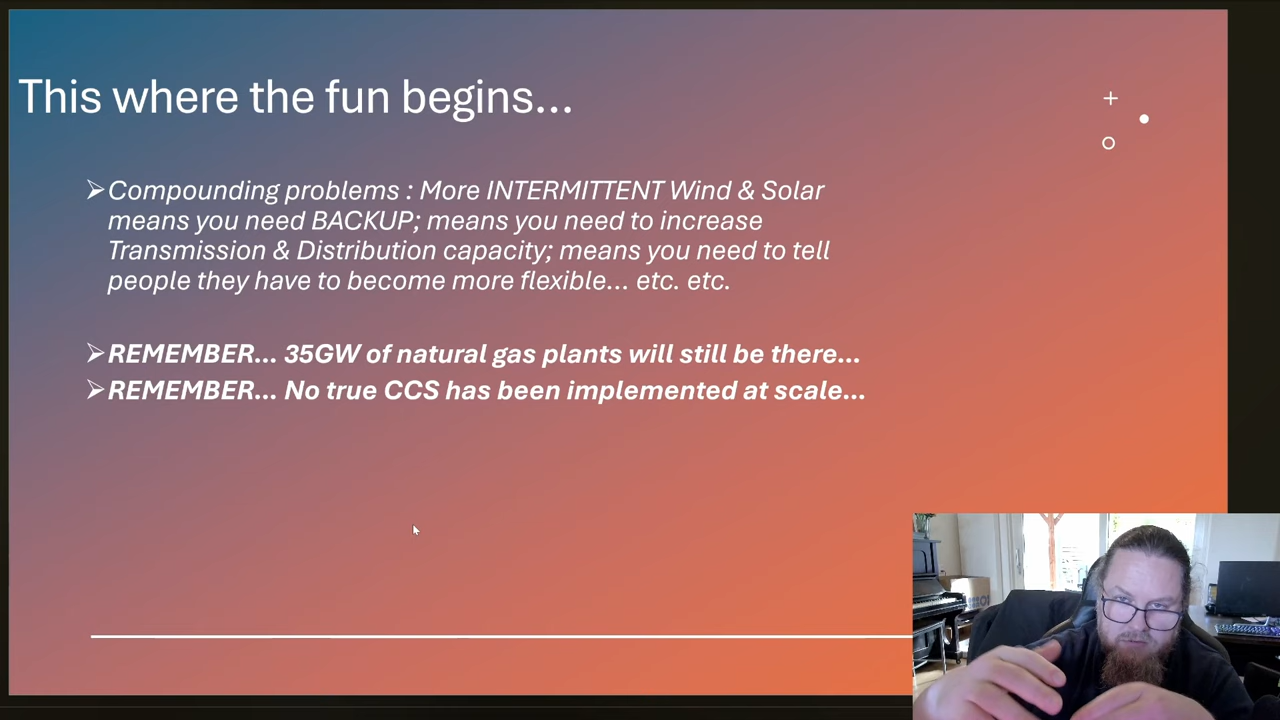 This where the fun begins...
Compounding problems : More INTERMITTENT Wind & Solar
means you need BACKUP; means you need to increase
Transmission & Distribution capacity; means you need to tell
people they have to become more flexible... etc. etc.
REMEMBER... 35GW of natural gas plants will still be there...
REMEMBER... No true CCS has been implemented at scale...